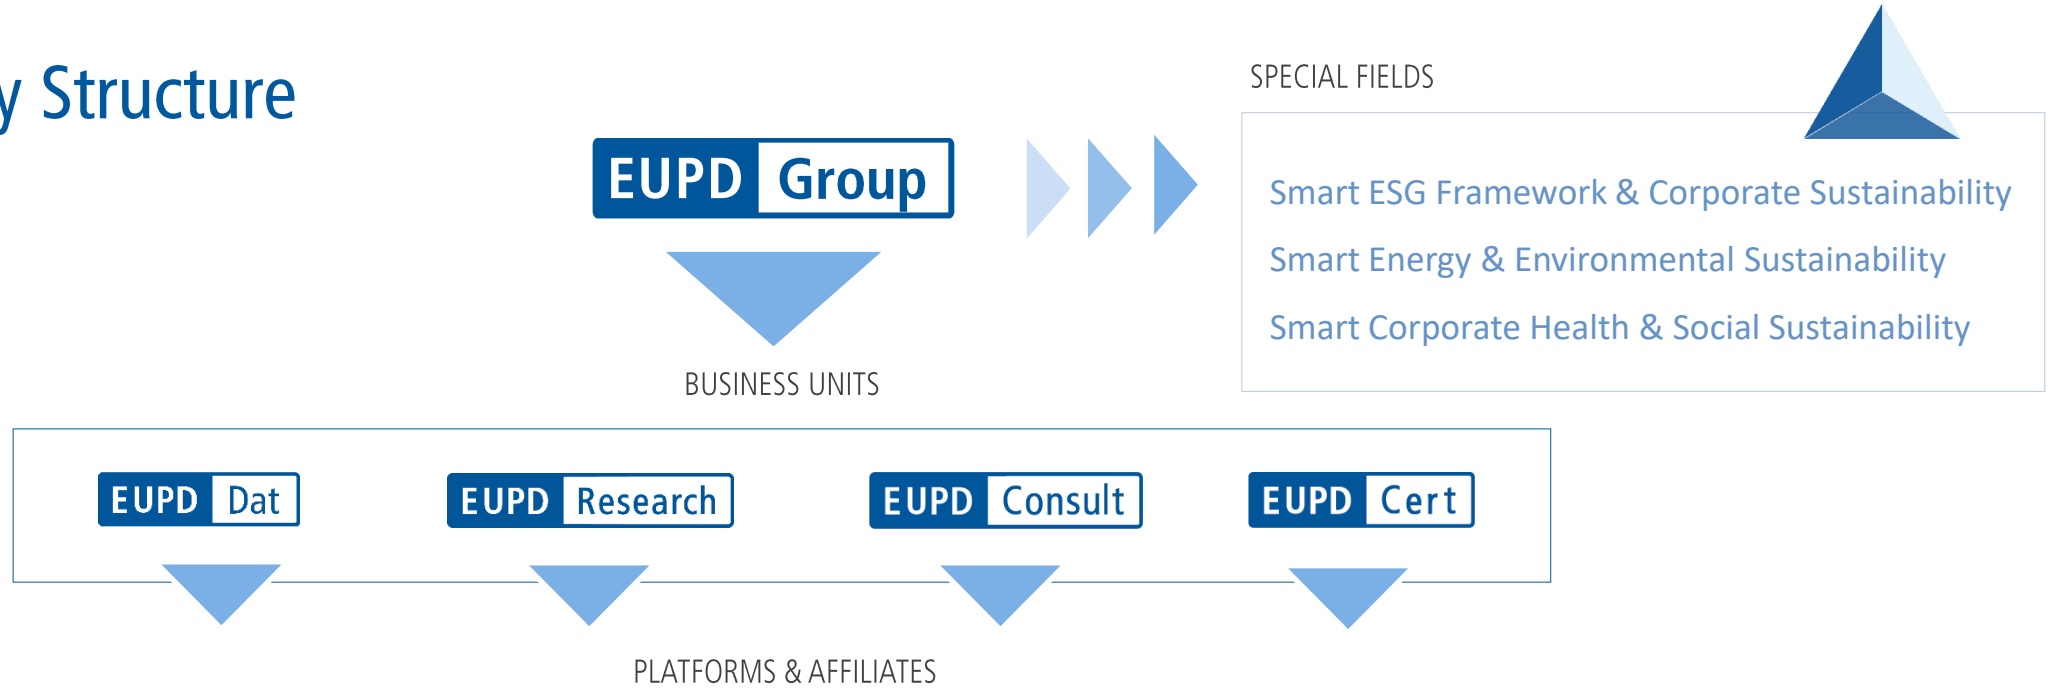 y Structure
SPECIAL FIELDS
EUPD Group
Smart ESG Framework & Corporate Sustainability
Smart Energy & Environmental Sustainability
Smart Corporate Health & Social Sustainability
BUSINESS UNITS
EUPD Dat
EUPD Research
EUPD Consult
EUPD Cert
PLATFORMS & AFFILIATES